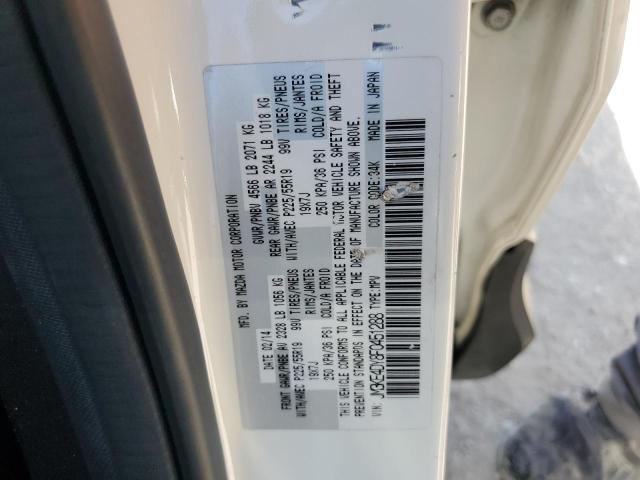 MFD. BY MAZDA MOTOR CORPORATION
DATE 02/14 GVWR/PNBV 4566 LB 2071 KG
FRONT GAWR/PNBE AV 2328 LB 1056 KG REAR GAWR/PNBE AR 2244 LB 1018 KG
WITH/AVEC P225/55R19 99V TIRES/PNEUS WITH/AVEC P225/55R19 99V TIRES/PNEUS
19X7J RIMS/JANTES 19X7J RIMS/JANTES
250 KPA/36 PSI COLD/A FROID 250 KPA/36 PSI COLD/A FROID
THIS VEHICLE CONFORMS TO ALL APPLICABLE FEDERAL MOTOR VEHICLE SAFETY AND THEFT
PREVENTION STANDARDS IN EFFECT ON THE DATE OF MANUFACTURE SHOWN ABOVE.
COLOR CODE:34K MADE IN JAPAN
VIN: JM3KE4DY8F0451288 TYPE:MPV